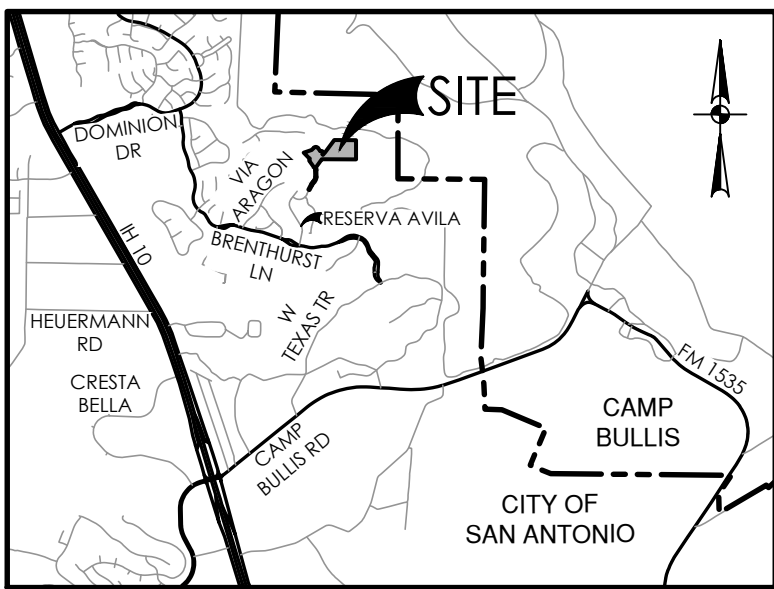 SITE
DOMINION
DR
VIA
ARAGON
RESERVA AVILA
BRENTHURST
LN
IH 10
W
TEXAS TR
HEUERMANN
RD
CRESTA
BELLA
FM 1535
CAMP
BULLIS
CAMP
BULLIS RD
CITY OF
SAN ANTONIO